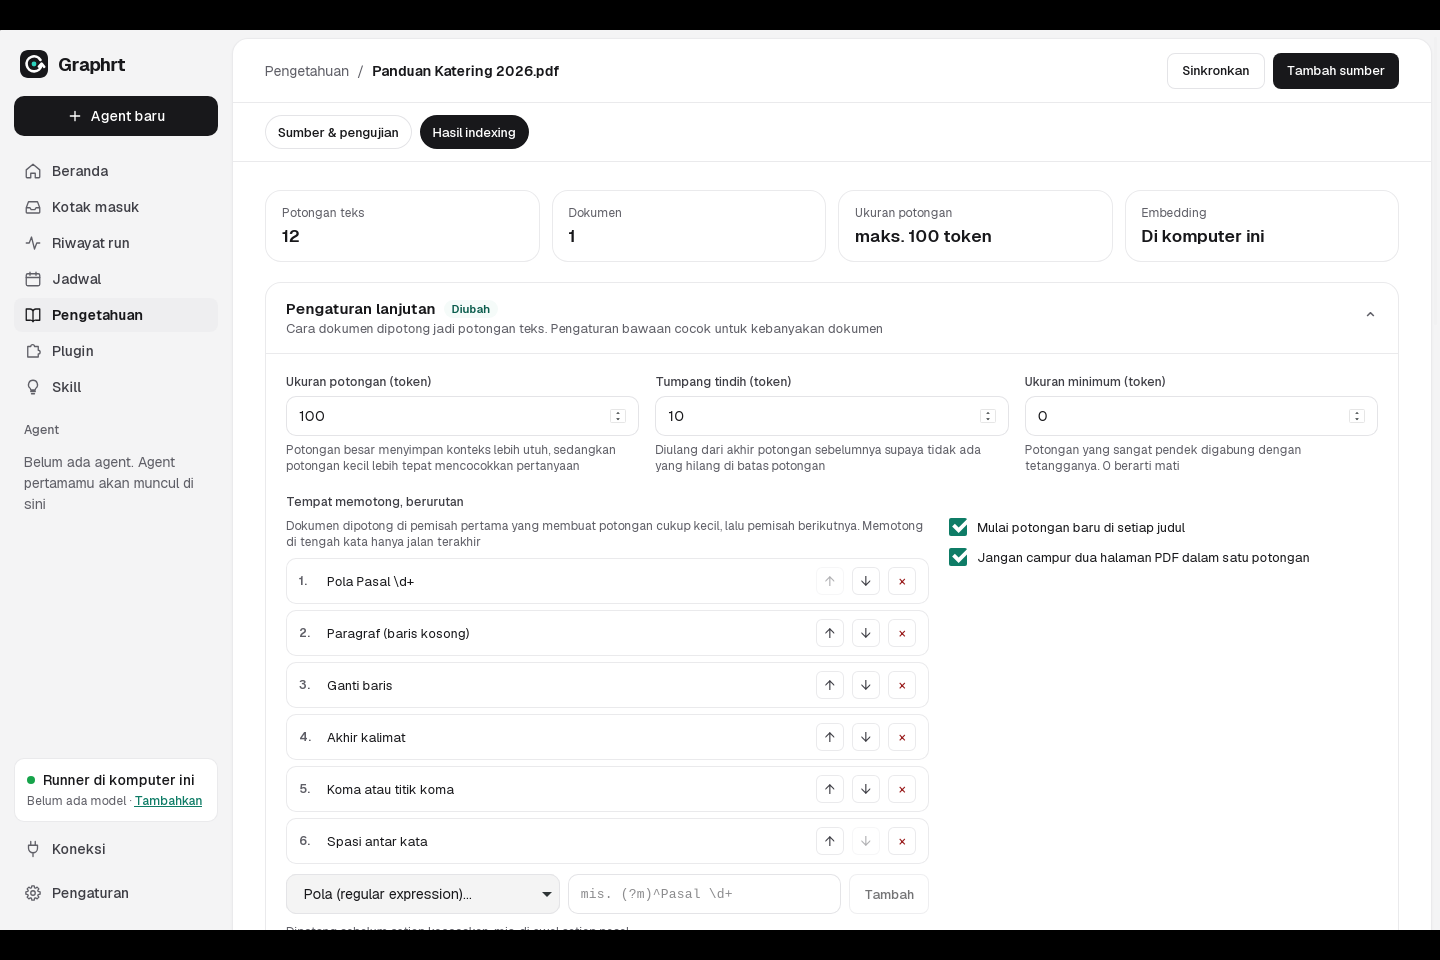 Graphrt
Agent baru
Beranda
Kotak masuk
Riwayat run
Jadwal
Pengetahuan
Plugin
Skill
Agent
Belum ada agent. Agent
pertamamu akan muncul di
sini
Runner di komputer ini
Belum ada model · Tambahkan
Koneksi
Pengaturan
Pengetahuan / Panduan Katering 2026.pdf
Sinkronkan
Tambah sumber
Sumber & pengujian
Hasil indexing
Potongan teks
12
Dokumen
1
Ukuran potongan
maks. 100 token
Embedding
Di komputer ini
Pengaturan lanjutan Diubah
Cara dokumen dipotong jadi potongan teks. Pengaturan bawaan cocok untuk kebanyakan dokumen
Ukuran potongan (token)
100
Potongan besar menyimpan konteks lebih utuh, sedangkan
potongan kecil lebih tepat mencocokkan pertanyaan
Tumpang tindih (token)
10
Diulang dari akhir potongan sebelumnya supaya tidak ada
yang hilang di batas potongan
Ukuran minimum (token)
0
Potongan yang sangat pendek digabung dengan
tetangganya. 0 berarti mati
Tempat memotong, berurutan
Dokumen dipotong di pemisah pertama yang membuat potongan cukup kecil, lalu pemisah berikutnya. Memotong
di tengah kata hanya jalan terakhir
1. Pola Pasal \d+
2. Paragraf (baris kosong)
3. Ganti baris
4. Akhir kalimat
5. Koma atau titik koma
6. Spasi antar kata
Pola (regular expression)...
mis. (?m)^Pasal \d+
Tambah
Mulai potongan baru di setiap judul
Jangan campur dua halaman PDF dalam satu potongan